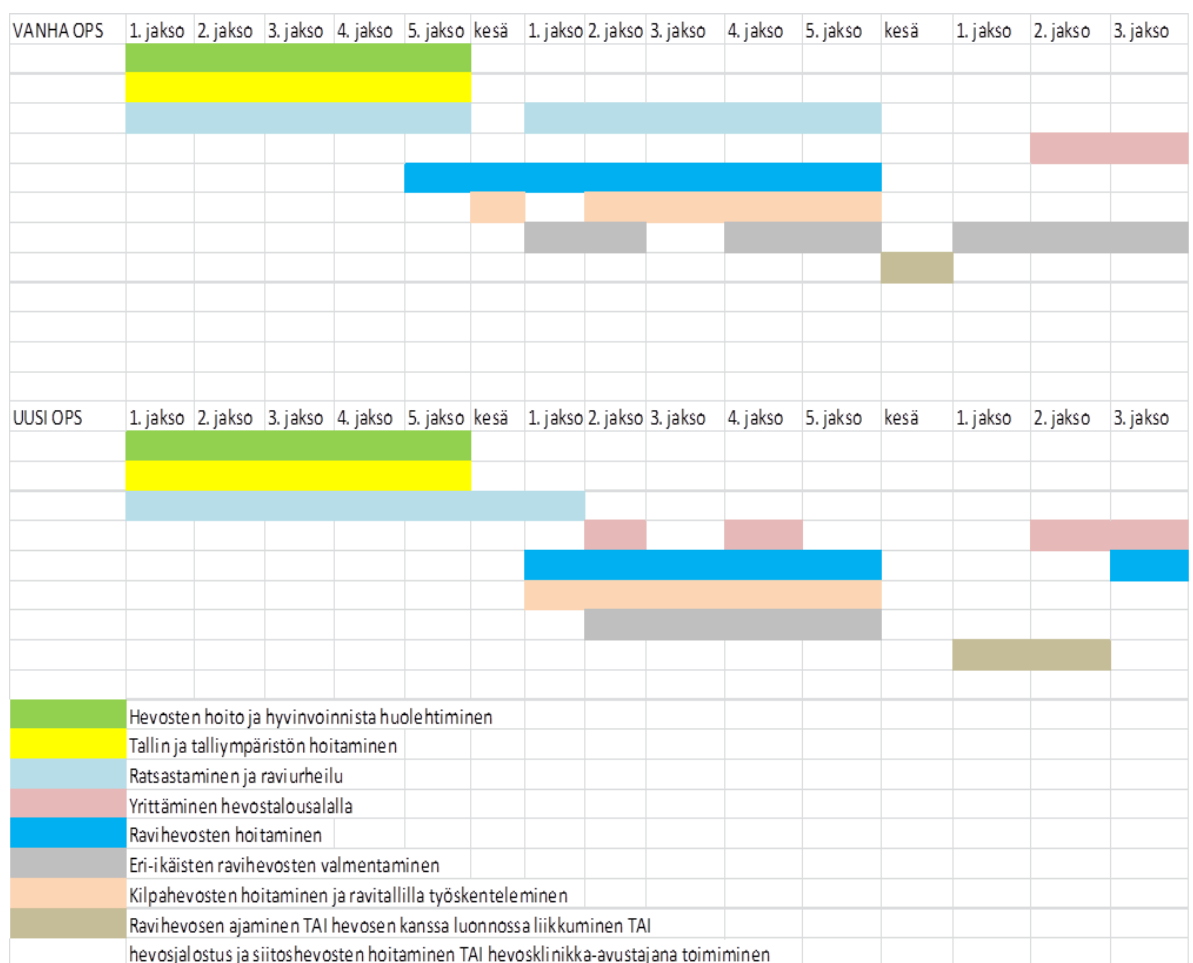 VANHA OPS 1. jakso 2. jakso 3. jakso 4. jakso 5. jakso kesä 1. jakso 2. jakso 3. jakso 4. jakso 5. jakso kesä 1. jakso 2. jakso 3. jakso
UUSI OPS 1. jakso 2. jakso 3. jakso 4. jakso 5. jakso kesä 1. jakso 2. jakso 3. jakso 4. jakso 5. jakso kesä 1. jakso 2. jakso 3. jakso
Hevosten hoito ja hyvinvoinnista huolehtiminen
Tallin ja talliympäristön hoitaminen
Ratsastaminen ja raviurheilu
Yrittäminen hevostalousalalla
Ravihevosten hoitaminen
Eri-ikäisten ravihevosten valmentaminen
Kilpahevosten hoitaminen ja ravitallilla työskenteleminen
Ravihevosen ajaminen TAI hevosen kanssa luonnossa liikkuminen TAI
hevosjalostus ja siitoshevosten hoitaminen TAI hevosklinikka-avustajana toimiminen